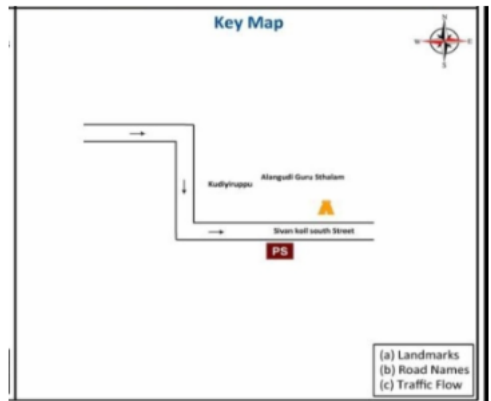 Key Map
N
W
E
S
Alangudi Guru Sthalam
Kudiyiruppu
Sivan koil south Street
PS
(a) Landmarks
(b) Road Names
(c) Traffic Flow